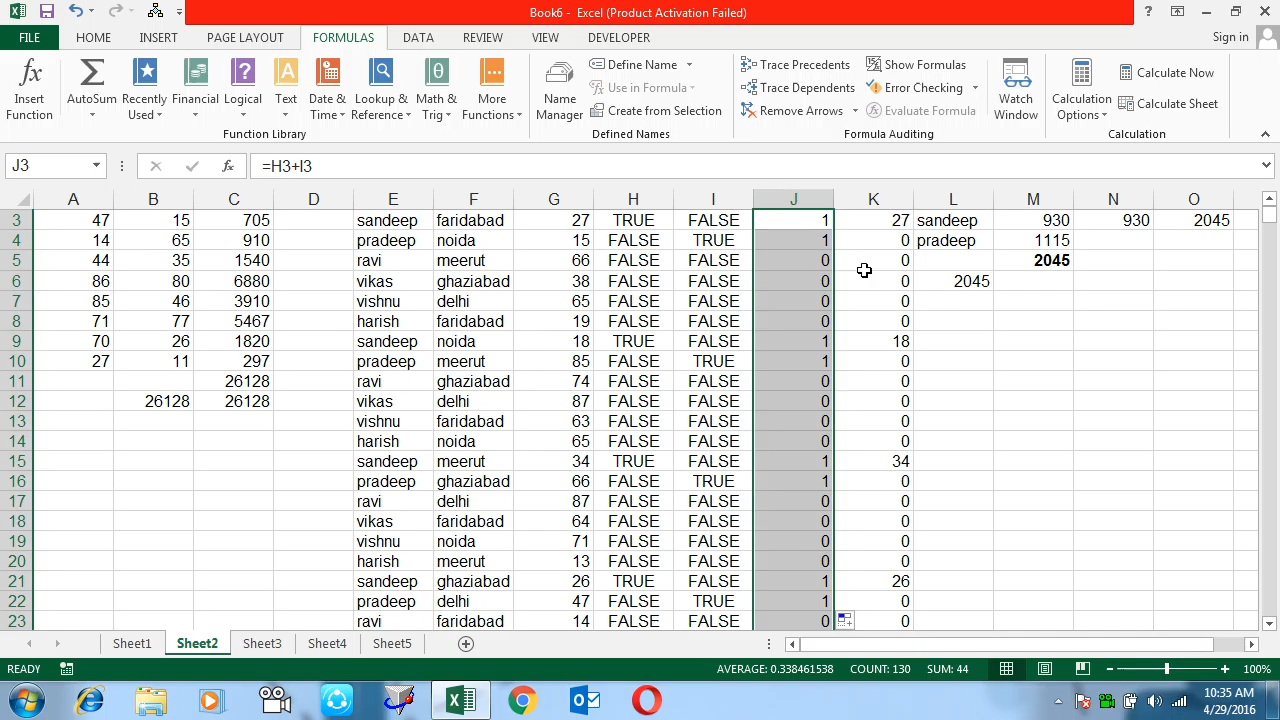 Book6 - Excel (Product Activation Failed)
FILE HOME INSERT PAGE LAYOUT FORMULAS DATA REVIEW VIEW DEVELOPER Sign in
Insert Function
AutoSum
Recently Used
Financial
Logical
Text
Date & Time
Lookup & Reference
Math & Trig
More Functions
Function Library
Name Manager
Define Name
Use in Formula
Create from Selection
Defined Names
Trace Precedents
Trace Dependents
Remove Arrows
Show Formulas
Error Checking
Evaluate Formula
Formula Auditing
Watch Window
Calculation Options
Calculate Now
Calculate Sheet
Calculation
J3 fx =H3+I3
A B C D E F G H I J K L M N O
3 47 15 705 sandeep faridabad 27 TRUE FALSE 1 27 sandeep 930 930 2045
4 14 65 910 pradeep noida 15 FALSE TRUE 1 0 pradeep 1115
5 44 35 1540 ravi meerut 66 FALSE FALSE 0 0 2045
6 86 80 6880 vikas ghaziabad 38 FALSE FALSE 0 0 2045
7 85 46 3910 vishnu delhi 81 FALSE FALSE 0 0
8 71 77 5467 harish faridabad 19 FALSE FALSE 0 0
9 70 26 1820 sandeep noida 18 TRUE FALSE 1 18
10 27 11 297 pradeep meerut 85 FALSE TRUE 1 0
11 26128 ravi ghaziabad 74 FALSE FALSE 0 0
12 26128 26128 vikas delhi 87 FALSE FALSE 0 0
13 vishnu faridabad 63 FALSE FALSE 0 0
14 harish noida 65 FALSE FALSE 0 0
15 sandeep meerut 34 TRUE FALSE 1 34
16 pradeep ghaziabad 66 FALSE TRUE 1 0
17 ravi delhi 87 FALSE FALSE 0 0
18 vikas faridabad 64 FALSE FALSE 0 0
19 vishnu noida 71 FALSE FALSE 0 0
20 harish meerut 13 FALSE FALSE 0 0
21 sandeep ghaziabad 26 TRUE FALSE 1 26
22 pradeep delhi 47 FALSE TRUE 1 0
23 ravi faridabad 14 FALSE FALSE 0 0
Sheet1 Sheet2 Sheet3 Sheet4 Sheet5
READY AVERAGE: 0.338461538 COUNT: 130 SUM: 44 100%
10:35 AM
4/29/2016